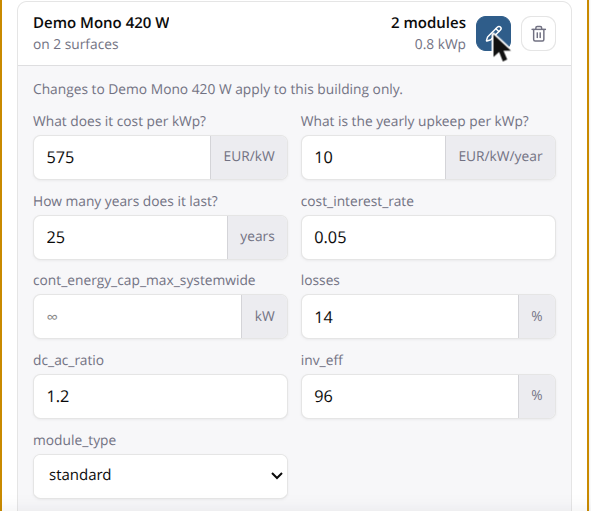 Demo Mono 420 W
2 modules
on 2 surfaces
0.8 kWp
Changes to Demo Mono 420 W apply to this building only.
What does it cost per kWp?
What is the yearly upkeep per kWp?
575 EUR/kW
10 EUR/kW/year
How many years does it last?
cost_interest_rate
25 years
0.05
cont_energy_cap_max_systemwide
losses
∞ kW
14 %
dc_ac_ratio
inv_eff
1.2
96 %
module_type
standard